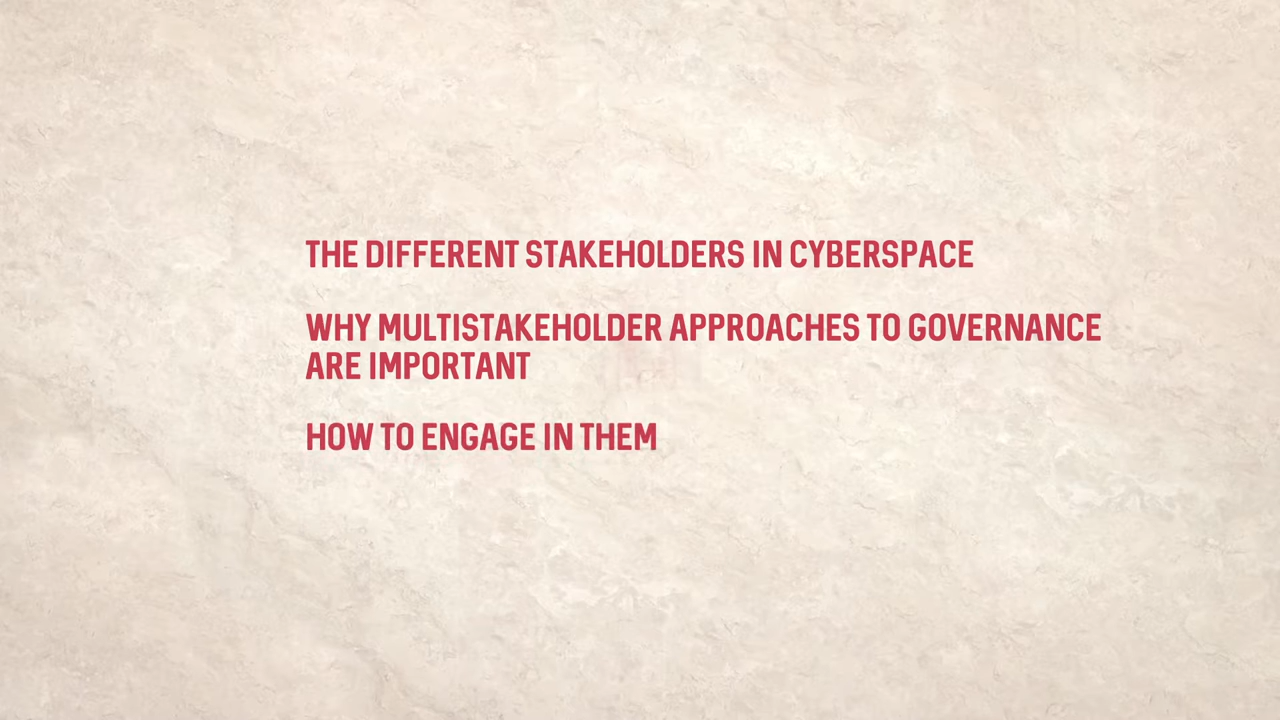 THE DIFFERENT STAKEHOLDERS IN CYBERSPACE
WHY MULTISTAKEHOLDER APPROACHES TO GOVERNANCE
ARE IMPORTANT
HOW TO ENGAGE IN THEM